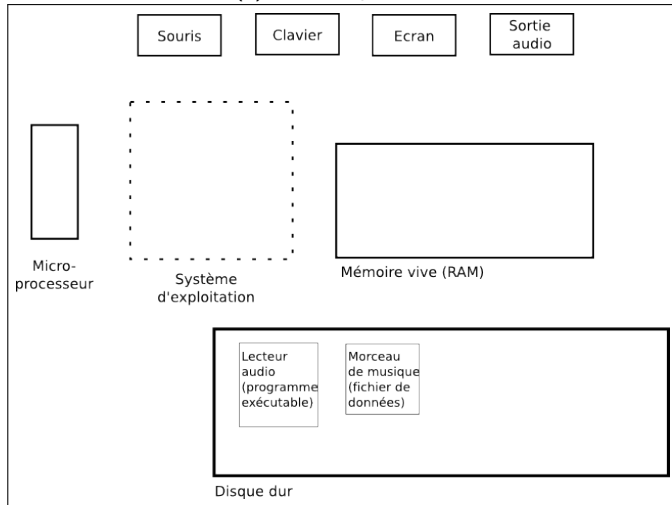 Souris
Clavier
Ecran
Sortie
audio
Micro-
processeur
Système
d'exploitation
Mémoire vive (RAM)
Lecteur
audio
(programme
exécutable)
Morceau
de musique
(fichier de
données)
Disque dur